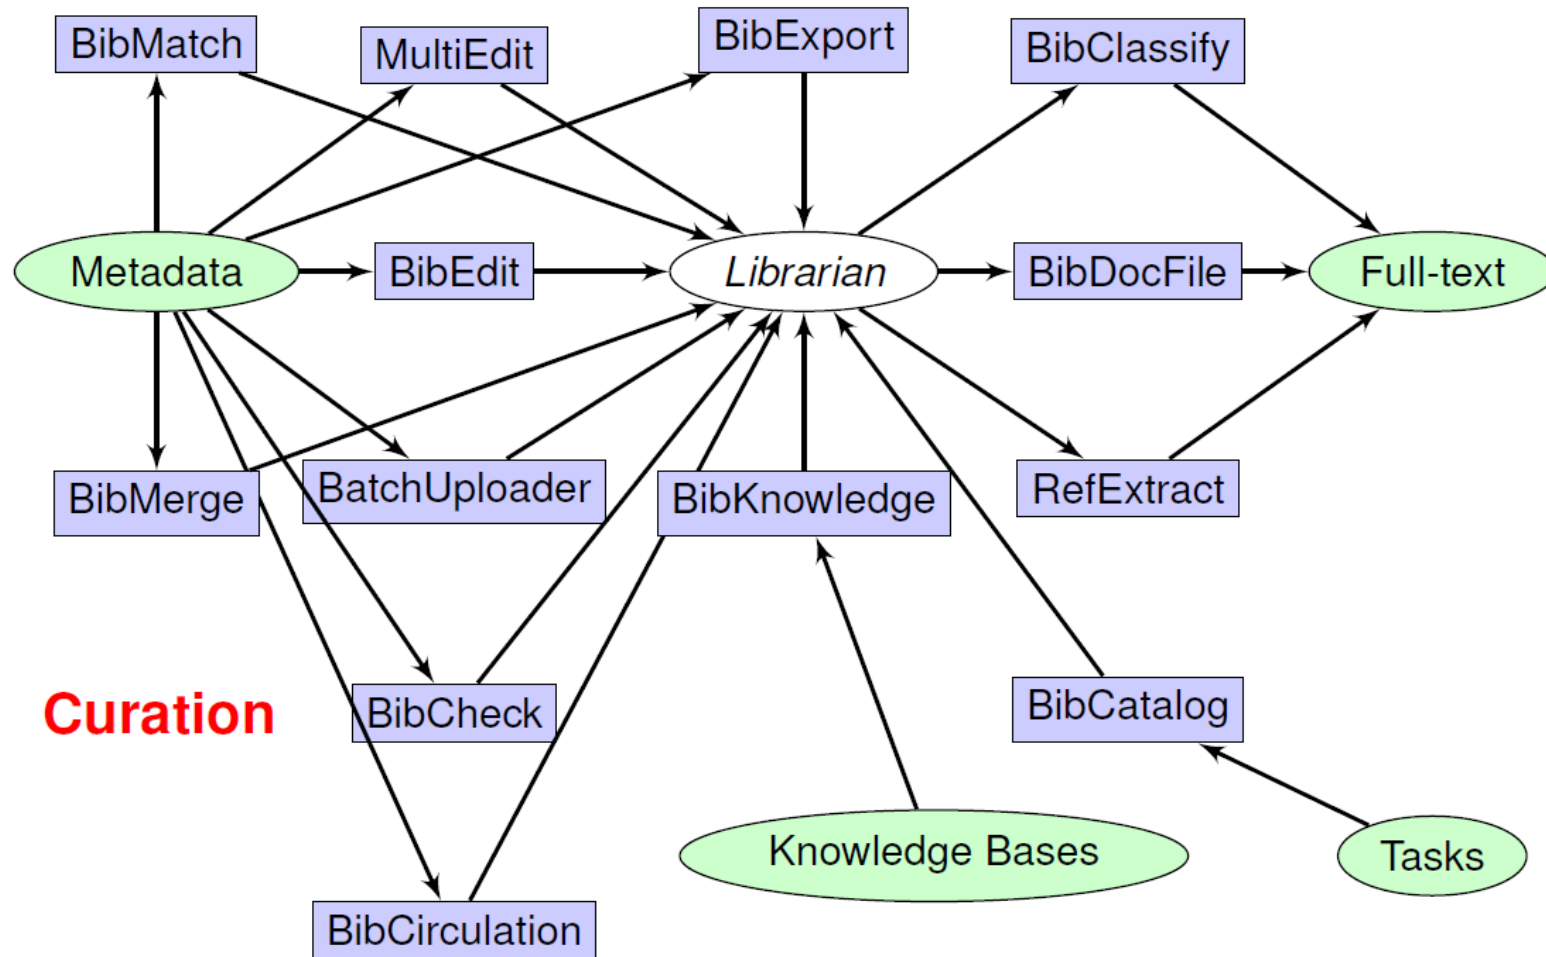 BibMatch
MultiEdit
BibExport
BibClassify
Metadata
BibEdit
Librarian
BibDocFile
Full-text
BibMerge
BatchUploader
BibKnowledge
RefExtract
Curation
BibCheck
BibCatalog
Knowledge Bases
Tasks
BibCirculation